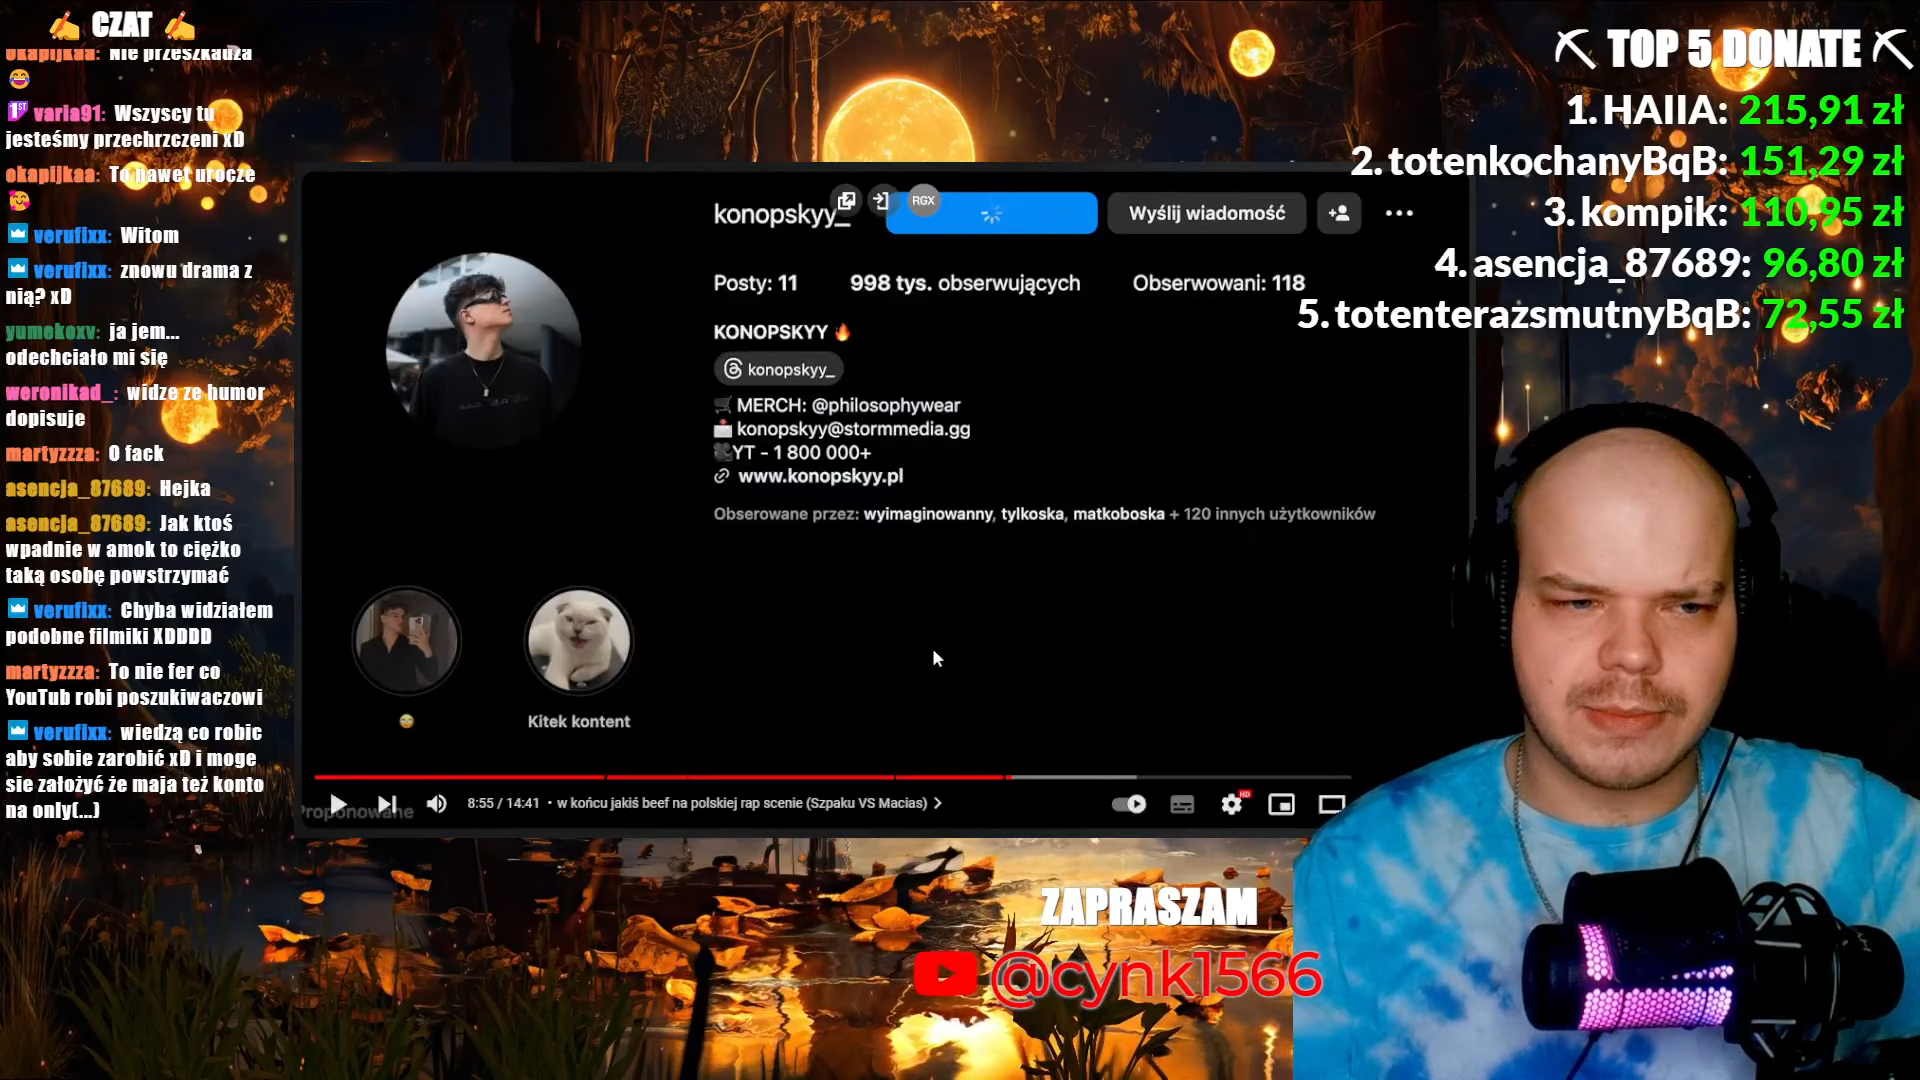 CZAT
okapijkaa: Nie przeszkadza
😂
varia91: Wszyscy tu
jesteśmy przechrzczeni xD
okapijkaa: To nawet urocze
🥰
verufixx: Witom
verufixx: znowu drama z
nią? xD
yumekoxv: ja jem...
odechciało mi się
weronikad_: widze ze humor
dopisuje
martyzzza: O fack
asencja_87689: Hejka
asencja_87689: Jak ktoś
wpadnie w amok to ciężko
taką osobę powstrzymać
verufixx: Chyba widziałem
podobne filmiki XDDDD
martyzzza: To nie fer co
YouTub robi poszukiwaczowi
verufixx: wiedzą co robic
aby sobie zarobić xD i moge
sie założyć że maja też konto
na only(...)
konopskyy_
RGX
Wyślij wiadomość
Posty: 11 998 tys. obserwujących Obserwowani: 118
KONOPSKYY 🔥
konopskyy_
MERCH: @philosophywear
konopskyy@stormmedia.gg
YT - 1 800 000+
www.konopskyy.pl
Obserowane przez: wyimaginowanny, tylkoska, matkoboska + 120 innych użytkowników
Kitek kontent
8:55 / 14:41 • w końcu jakiś beef na polskiej rap scenie (Szpaku VS Macias)
HD
Proponowane
TOP 5 DONATE
1. HAIIA: 215,91 zł
2. totenkochanyBqB: 151,29 zł
3. kompik: 110,95 zł
4. asencja_87689: 96,80 zł
5. totenterazsmutnyBqB: 72,55 zł
ZAPRASZAM
@cynk1566